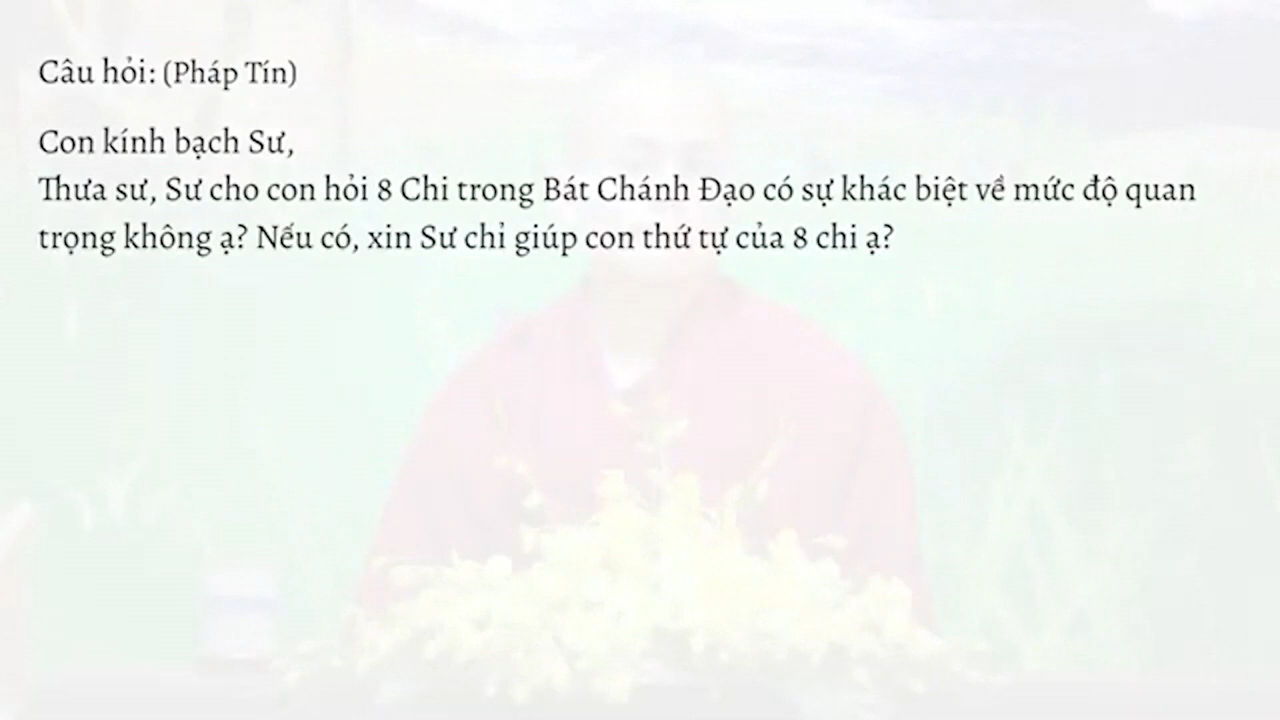 Câu hỏi: (Pháp Tín)
Con kính bạch Sư,
Thưa sư, Sư cho con hỏi 8 Chi trong Bát Chánh Đạo có sự khác biệt về mức độ quan
trọng không ạ? Nếu có, xin Sư chỉ giúp con thứ tự của 8 chi ạ?